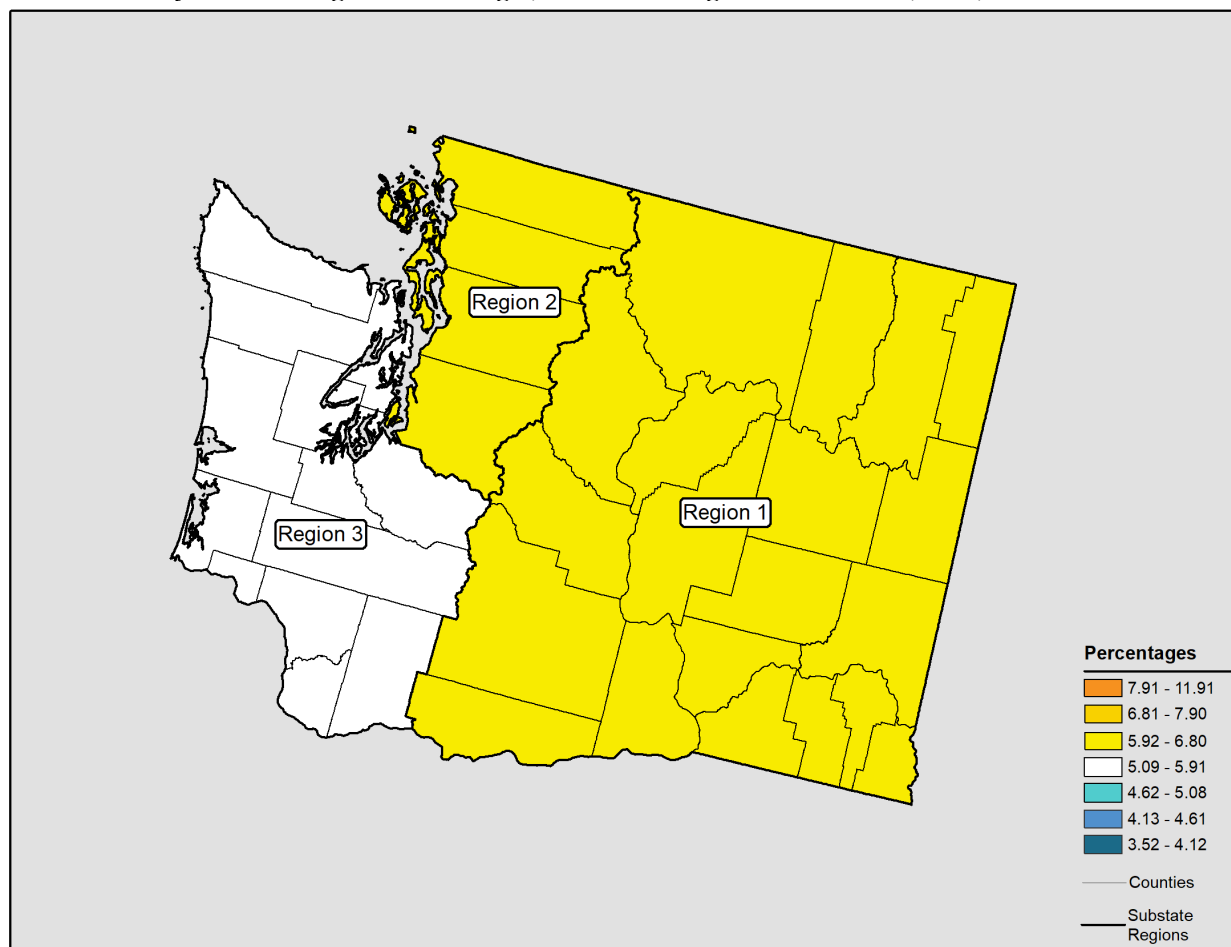 Region 2
Region 1
Region 3
Percentages
7.91 - 11.91
6.81 - 7.90
5.92 - 6.80
5.09 - 5.91
4.62 - 5.08
4.13 - 4.61
3.52 - 4.12
Counties
Substate
Regions